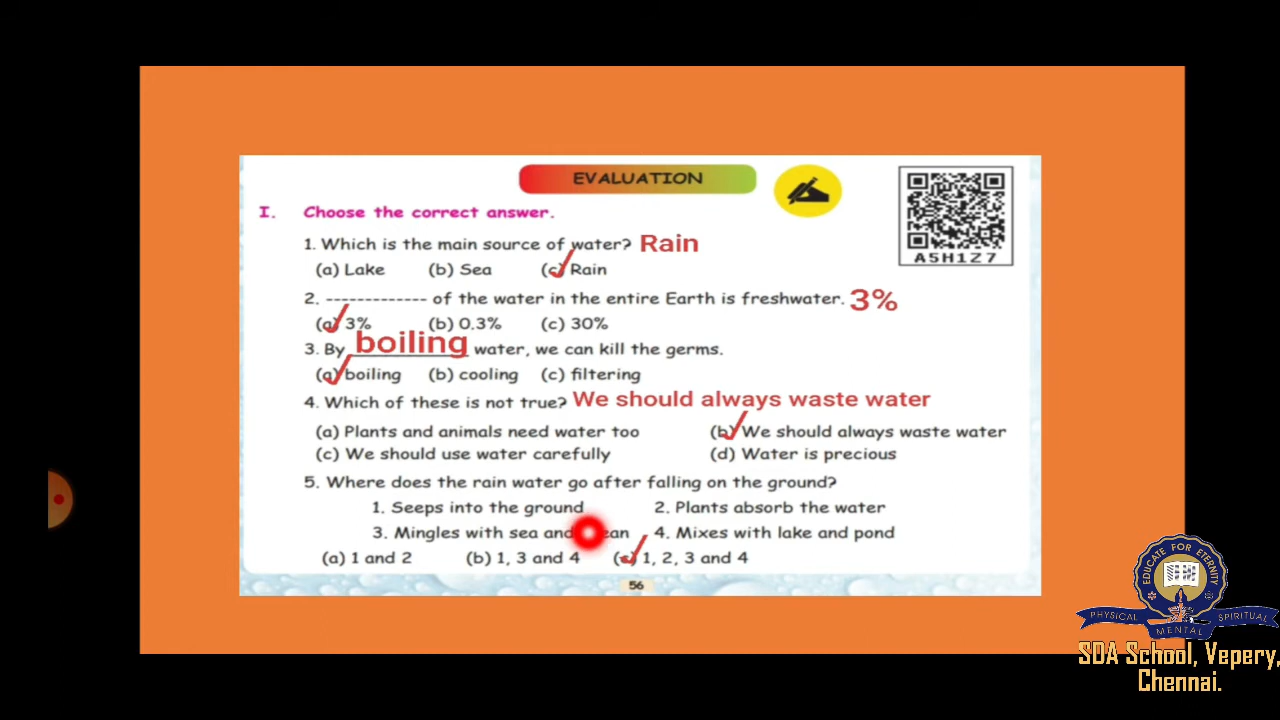 EVALUATION
I. Choose the correct answer.
1. Which is the main source of water? Rain
(a) Lake (b) Sea (c) Rain
2. ------------- of the water in the entire Earth is freshwater. 3%
(a) 3% (b) 0.3% (c) 30%
3. By boiling water, we can kill the germs.
(a) boiling (b) cooling (c) filtering
4. Which of these is not true? We should always waste water
(a) Plants and animals need water too (b) We should always waste water
(c) We should use water carefully (d) Water is precious
5. Where does the rain water go after falling on the ground?
1. Seeps into the ground 2. Plants absorb the water
3. Mingles with sea and 4. Mixes with lake and pond
(a) 1 and 2 (b) 1, 3 and 4 (c) 1, 2, 3 and 4
56
A5H1Z7
EDUCATE FOR ETERNITY
PHYSICAL MENTAL SPIRITUAL
SDA School, Vepery,
Chennai.